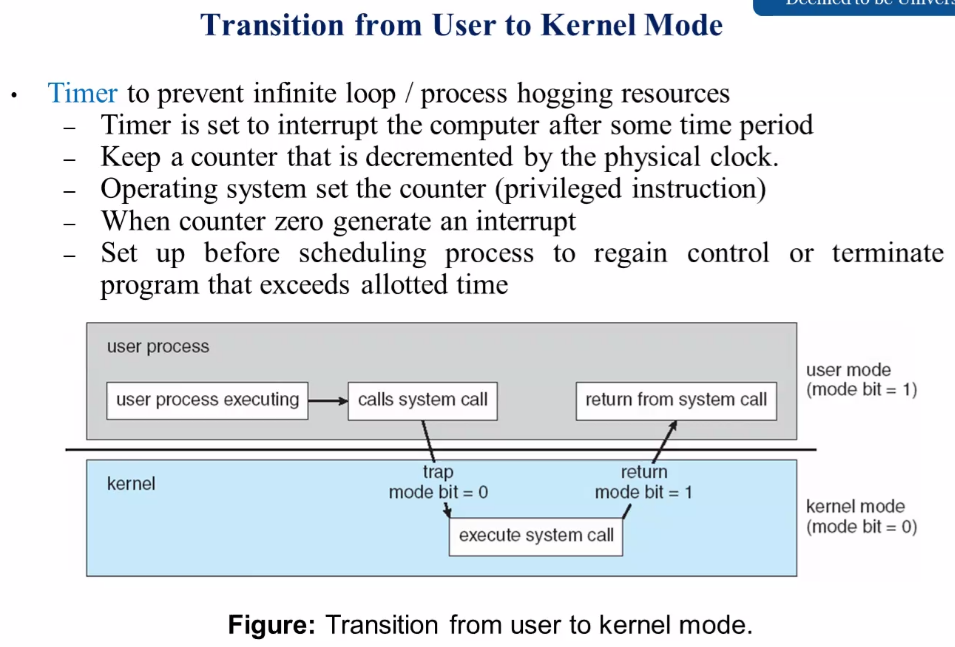 Deemed to be Univers
Transition from User to Kernel Mode
• Timer to prevent infinite loop / process hogging resources
– Timer is set to interrupt the computer after some time period
– Keep a counter that is decremented by the physical clock.
– Operating system set the counter (privileged instruction)
– When counter zero generate an interrupt
– Set up before scheduling process to regain control or terminate
program that exceeds allotted time
user process
user process executing
calls system call
return from system call
user mode
(mode bit = 1)
kernel
trap
mode bit = 0
return
mode bit = 1
execute system call
kernel mode
(mode bit = 0)
Figure: Transition from user to kernel mode.